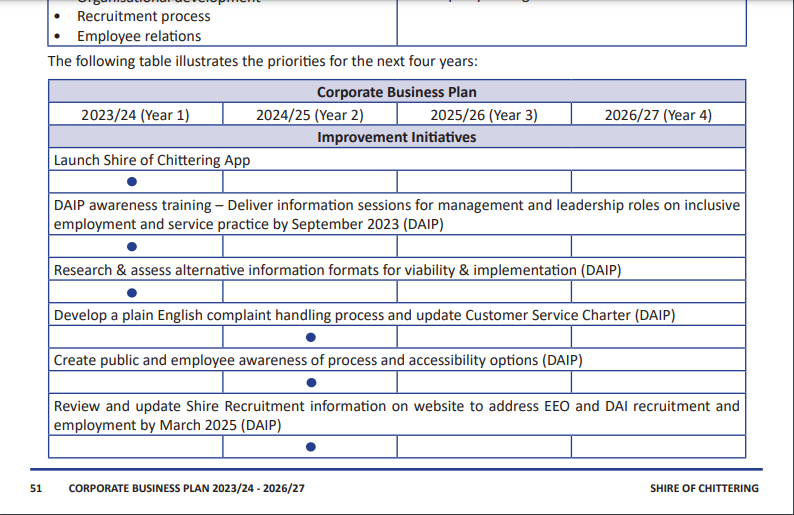 • Recruitment process
• Employee relations
The following table illustrates the priorities for the next four years:
Corporate Business Plan
2023/24 (Year 1) 2024/25 (Year 2) 2025/26 (Year 3) 2026/27 (Year 4)
Improvement Initiatives
Launch Shire of Chittering App
DAIP awareness training – Deliver information sessions for management and leadership roles on inclusive
employment and service practice by September 2023 (DAIP)
Research & assess alternative information formats for viability & implementation (DAIP)
Develop a plain English complaint handling process and update Customer Service Charter (DAIP)
Create public and employee awareness of process and accessibility options (DAIP)
Review and update Shire Recruitment information on website to address EEO and DAI recruitment and
employment by March 2025 (DAIP)
51 CORPORATE BUSINESS PLAN 2023/24 - 2026/27 SHIRE OF CHITTERING